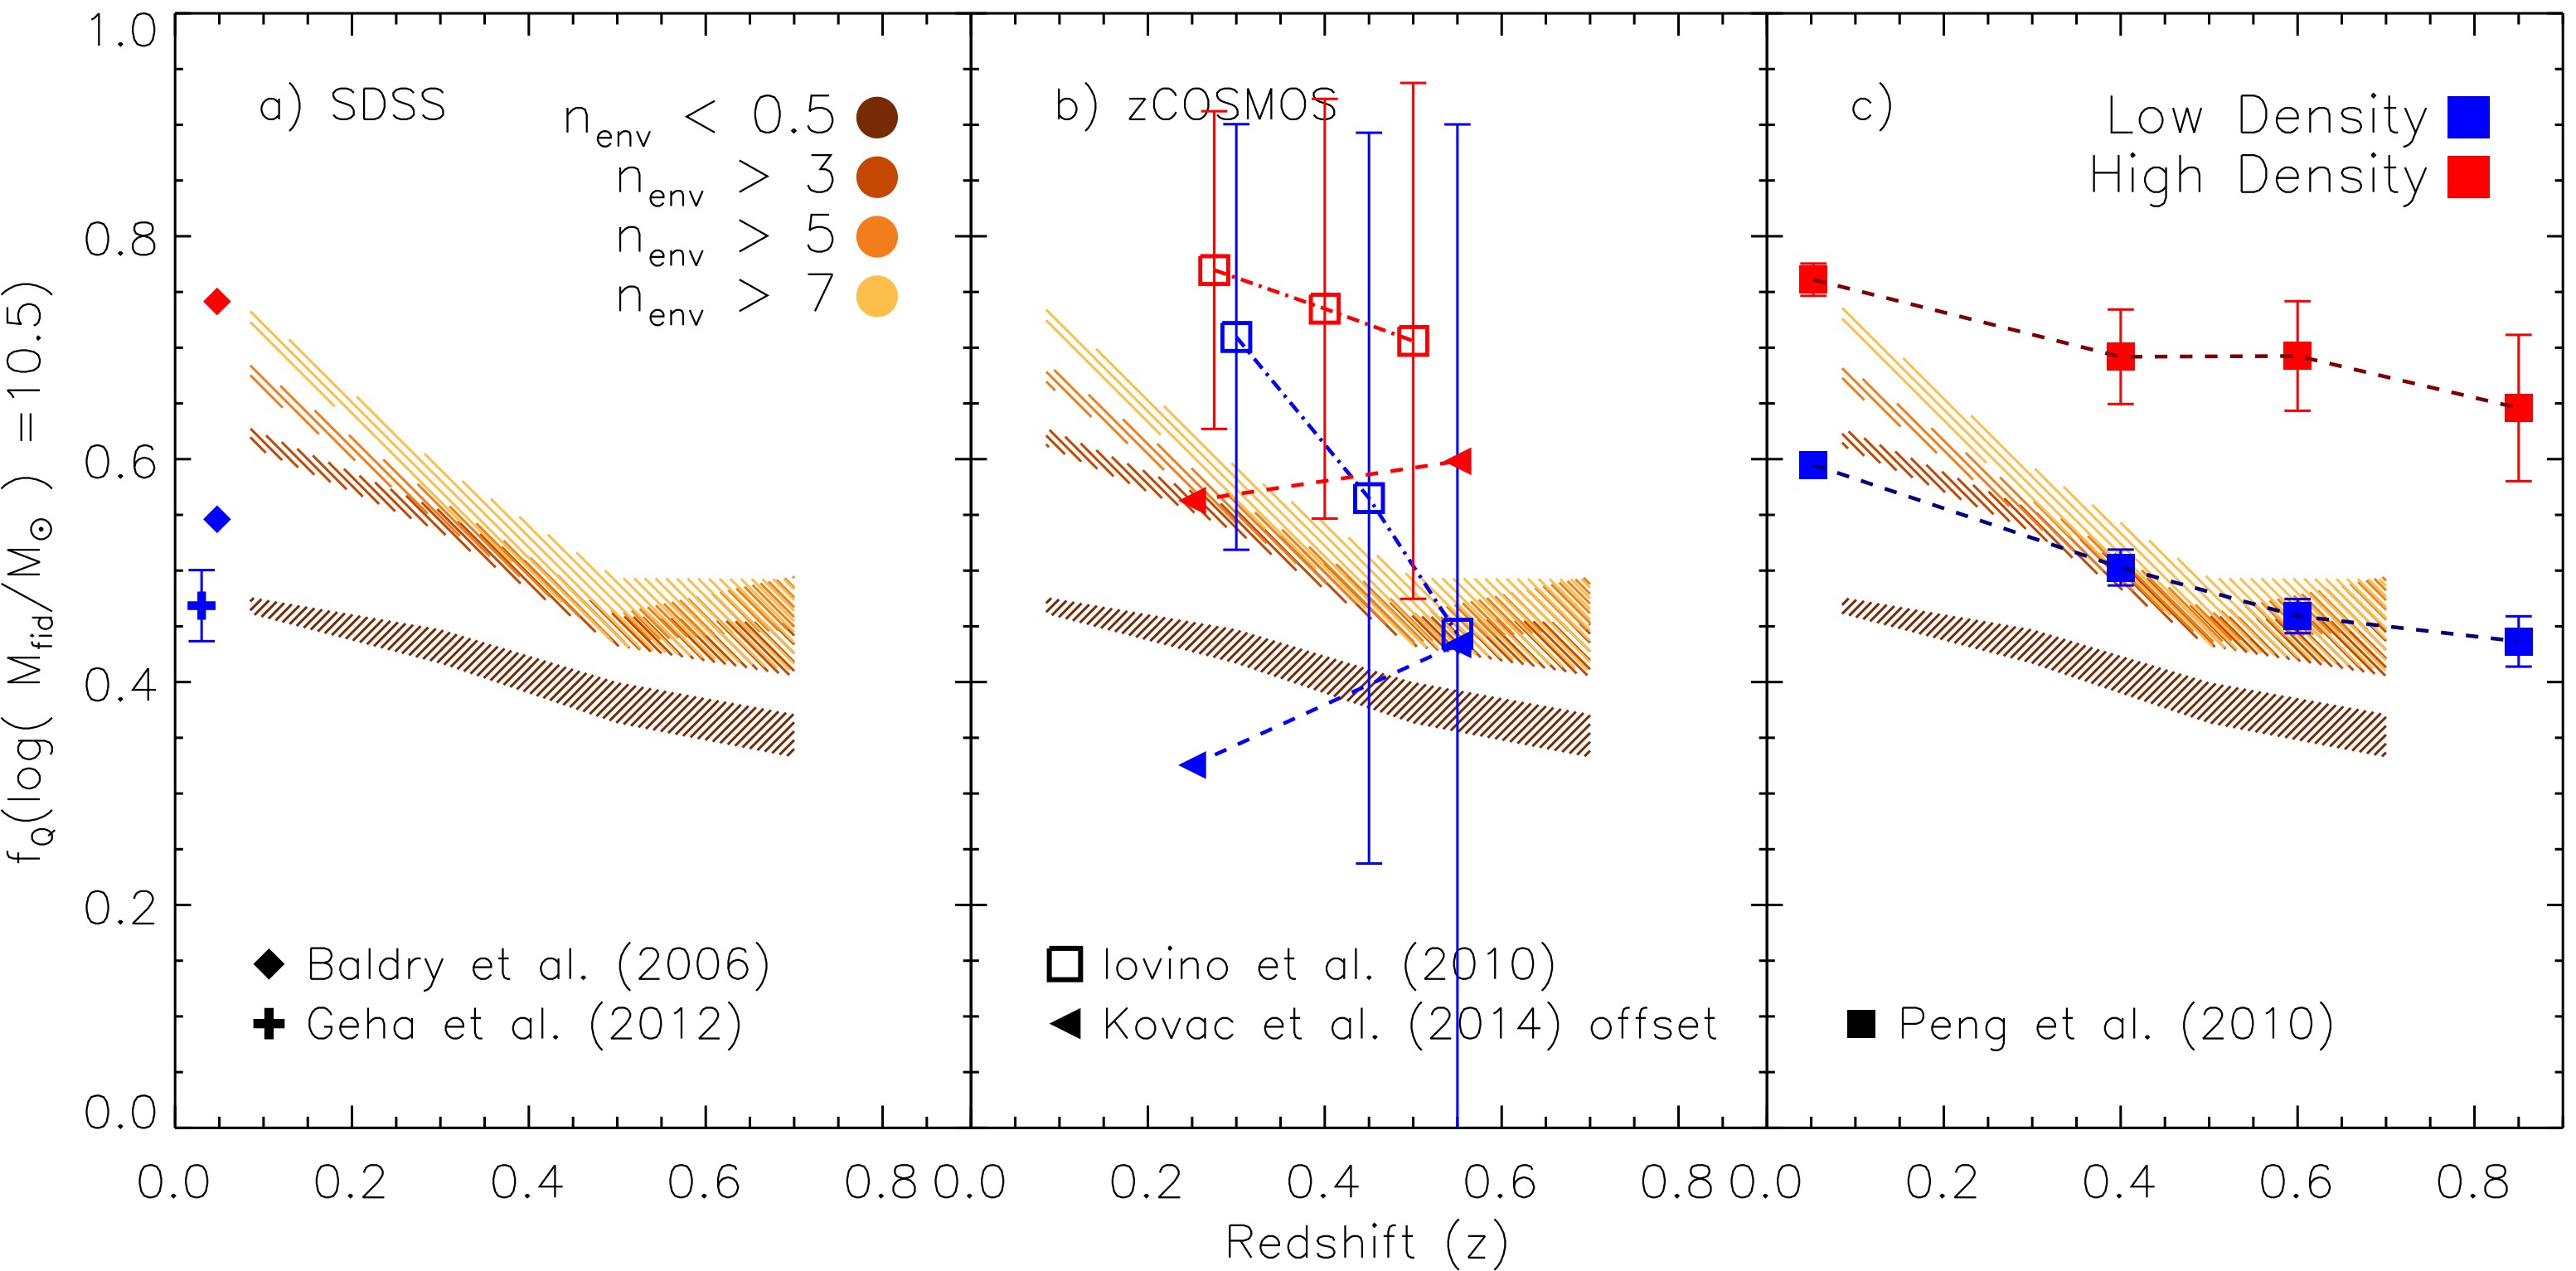 f_Q(log( M_fid/M_⊙ ) = 10.5)
1.0
0.8
0.6
0.4
0.2
0.0
a) SDSS
n_env < 0.5
n_env > 3
n_env > 5
n_env > 7
Baldry et al. (2006)
Geha et al. (2012)
b) zCOSMOS
Iovino et al. (2010)
Kovac et al. (2014) offset
c)
Low Density
High Density
Peng et al. (2010)
0.0 0.2 0.4 0.6 0.8 0.0 0.2 0.4 0.6 0.8 0.0 0.2 0.4 0.6 0.8
Redshift (z)